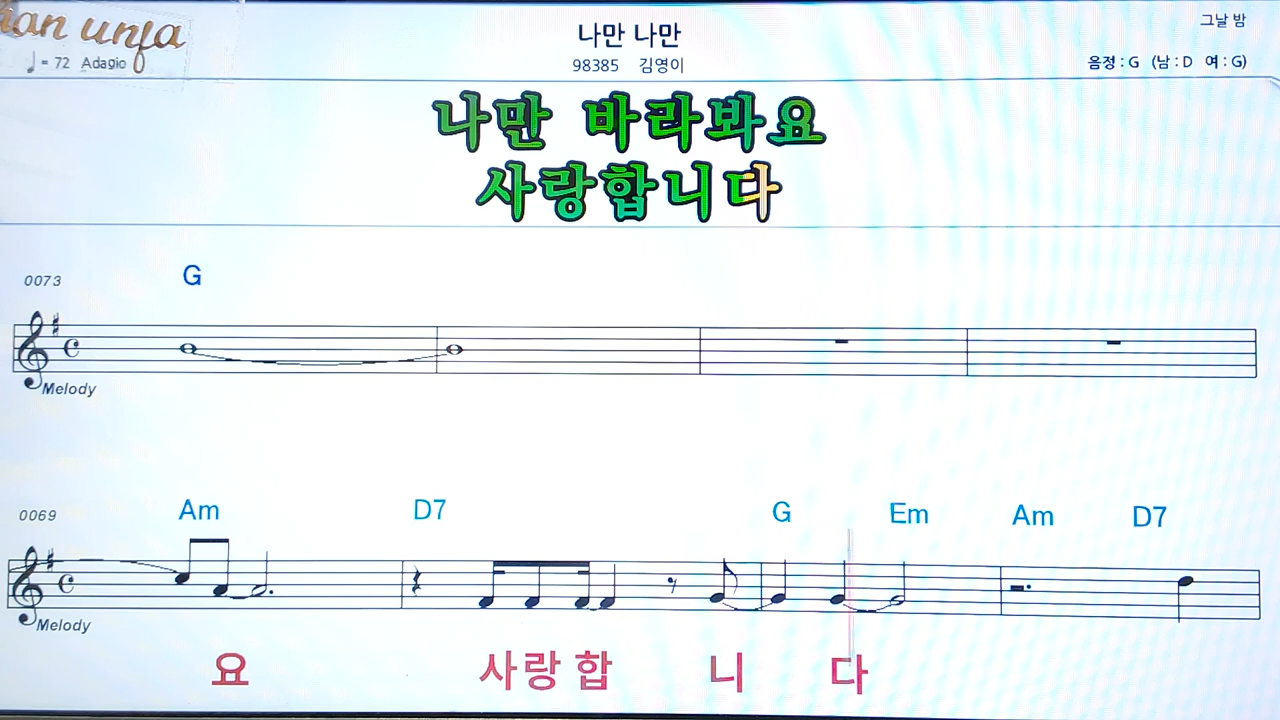 unja
♩ = 72 Adagio
나만 나만
98385 김영이
그날 밤
음정 : G (남 : D 여 : G)
나만 바라봐요
사랑합니다
0073
G
Melody
0069
Am D7 G Em Am D7
Melody
요 사랑 합 니 다